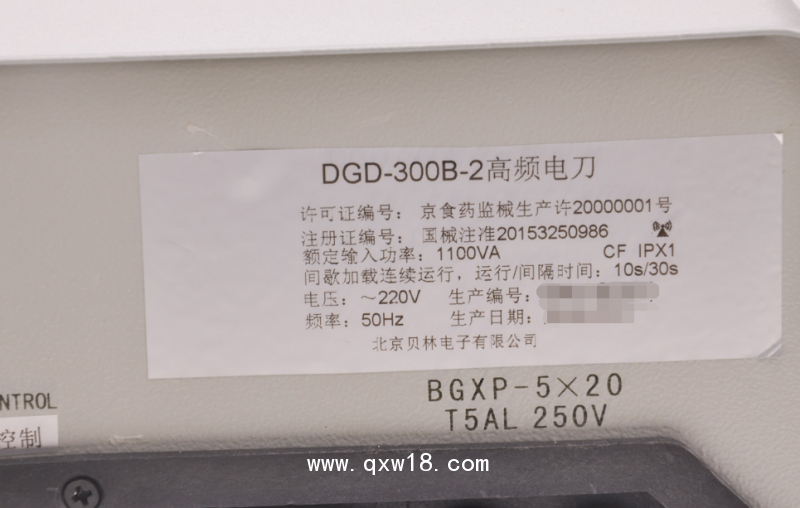 DGD-300B-2高频电刀
许可证编号：京食药监械生产许20000001号
注册证编号：国械注准20153250986
额定输入功率：1100VA CF IPX1
间歇加载连续运行，运行/间隔时间：10s/30s
电压：～220V 生产编号：
频率：50Hz 生产日期：
北京贝林电子有限公司
BGXP-5×20
T5AL 250V
NTROL
控制
www.qxw18.com